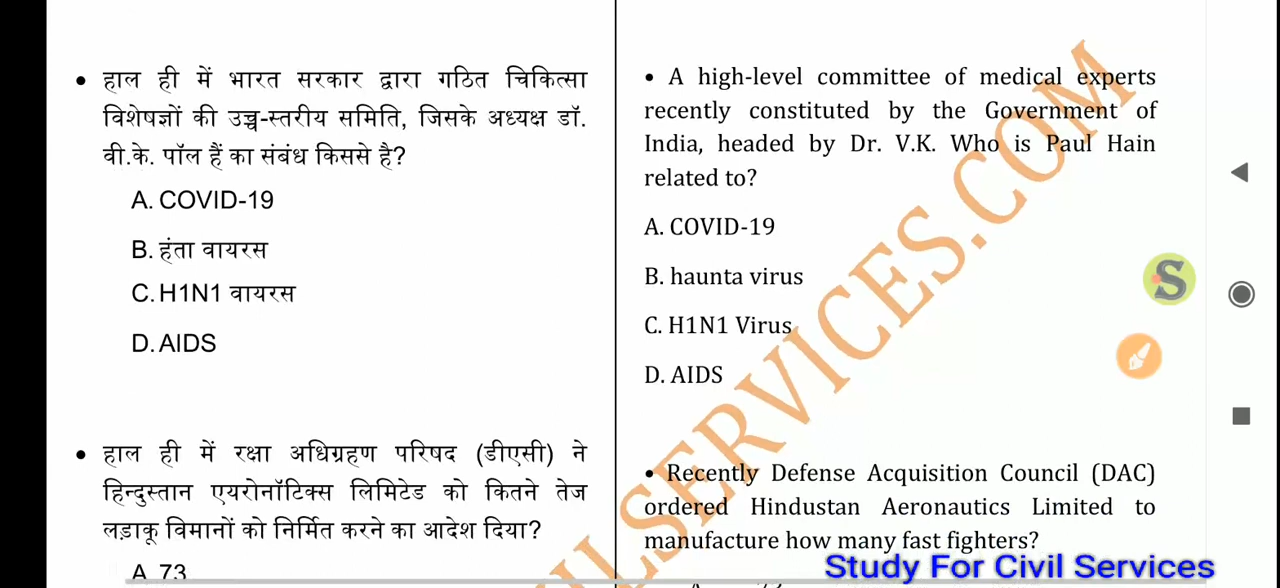 • हाल ही में भारत सरकार द्वारा गठित चिकित्सा
विशेषज्ञों की उच्च-स्तरीय समिति, जिसके अध्यक्ष डॉ.
वी.के. पॉल हैं का संबंध किससे है?
A. COVID-19
B. हंता वायरस
C. H1N1 वायरस
D. AIDS
• हाल ही में रक्षा अधिग्रहण परिषद (डीएसी) ने
हिन्दुस्तान एयरोनॉटिक्स लिमिटेड को कितने तेज
लड़ाकू विमानों को निर्मित करने का आदेश दिया?
A. 73
• A high-level committee of medical experts
recently constituted by the Government of
India, headed by Dr. V.K. Who is Paul Hain
related to?
A. COVID-19
B. haunta virus
C. H1N1 Virus
D. AIDS
• Recently Defense Acquisition Council (DAC)
ordered Hindustan Aeronautics Limited to
manufacture how many fast fighters?
ILSERVICES.COM
S
Study For Civil Services